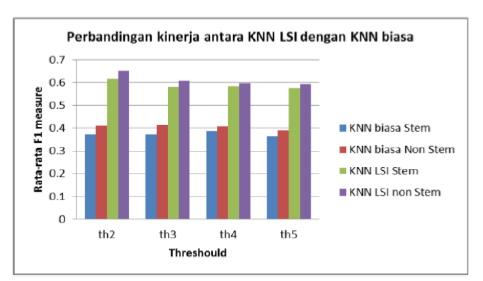 Perbandingan kinerja antara KNN LSI dengan KNN biasa
Rata-rata F1 measure
0.7
0.6
0.5
0.4
0.3
0.2
0.1
0
th2 th3 th4 th5
Threshould
KNN biasa Stem
KNN biasa Non Stem
KNN LSI Stem
KNN LSI non Stem